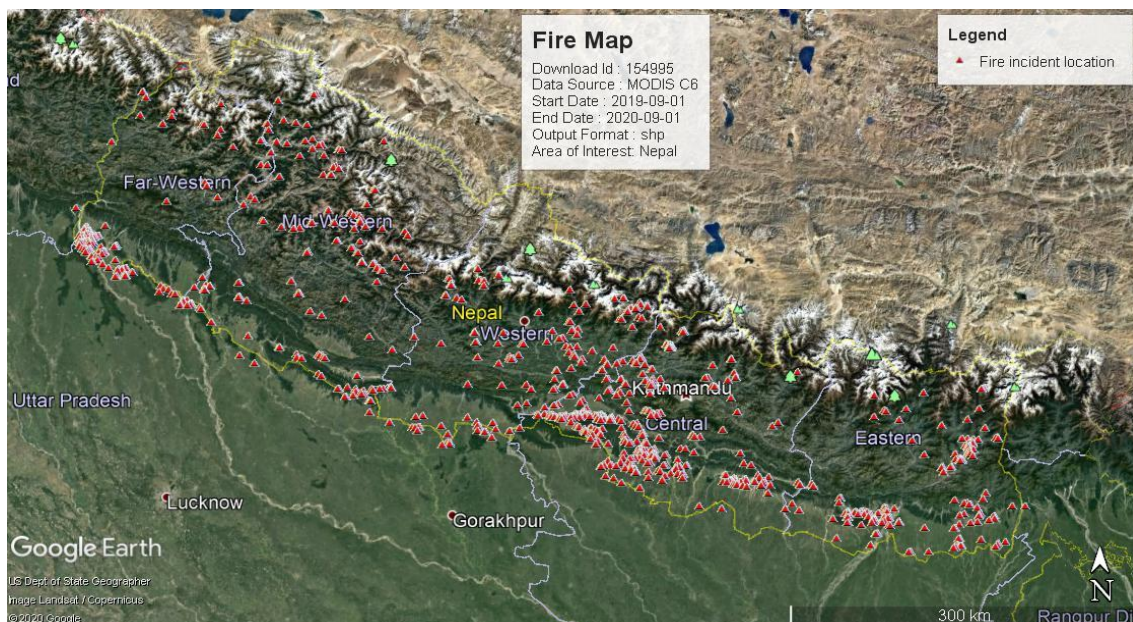 Fire Map
Download Id : 154995
Data Source : MODIS C6
Start Date : 2019-09-01
End Date : 2020-09-01
Output Format : shp
Area of Interest: Nepal
Legend
Fire incident location
Far-Western
Mid-Western
Nepal
Western
Kathmandu
Uttar Pradesh
Central
Eastern
Lucknow
Gorakhpur
Google Earth
US Dept of State Geographer
Image Landsat / Copernicus
© 2020 Google
N
300 km